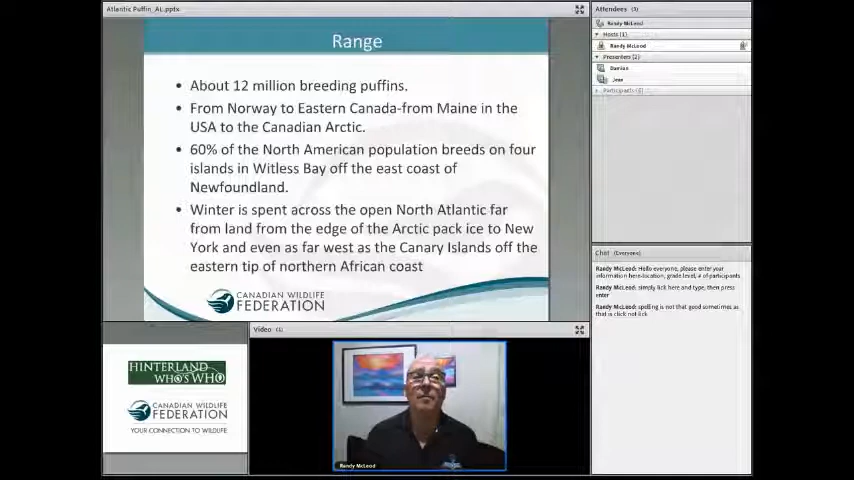 Atlantic Puffin_AL.pptx
Range
• About 12 million breeding puffins.
• From Norway to Eastern Canada-from Maine in the
USA to the Canadian Arctic.
• 60% of the North American population breeds on four
islands in Witless Bay off the east coast of
Newfoundland.
• Winter is spent across the open North Atlantic far
from land from the edge of the Arctic pack ice to New
York and even as far west as the Canary Islands off the
eastern tip of northern African coast
CANADIAN WILDLIFE
FEDERATION
HINTERLAND
WHO'S WHO
CANADIAN WILDLIFE
FEDERATION
YOUR CONNECTION TO WILDLIFE
Video (1)
Randy McLeod
Attendees (3)
Randy McLeod
Hosts (1)
Randy McLeod
Presenters (2)
Damian
Jean
Participants (0)
Chat (Everyone)
Randy McLeod: Hello everyone, please enter your
information here-location, grade level, # of participants
Randy McLeod: simply lick here and type, then press
enter
Randy McLeod: spelling is not that good sometimes as
that is click not lick